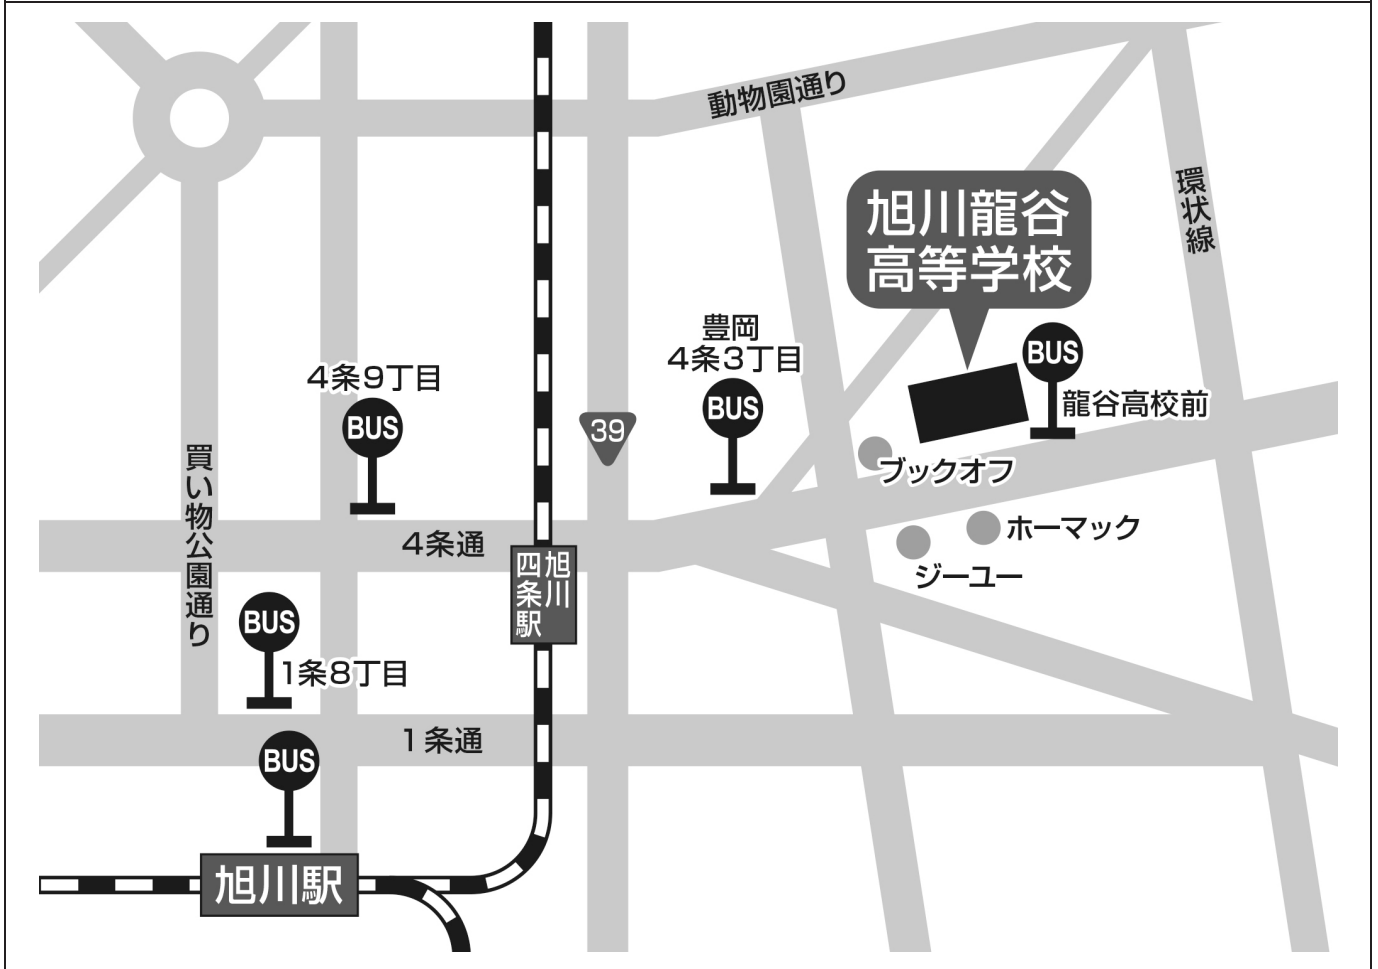 動物園通り
環状線
旭川龍谷
高等学校
豊岡
4条3丁目
BUS
BUS
龍谷高校前
4条9丁目
BUS
39
買い物公園通り
ブックオフ
ホーマック
ジーユー
4条通
旭川
四条駅
BUS
1条8丁目
1条通
BUS
旭川駅